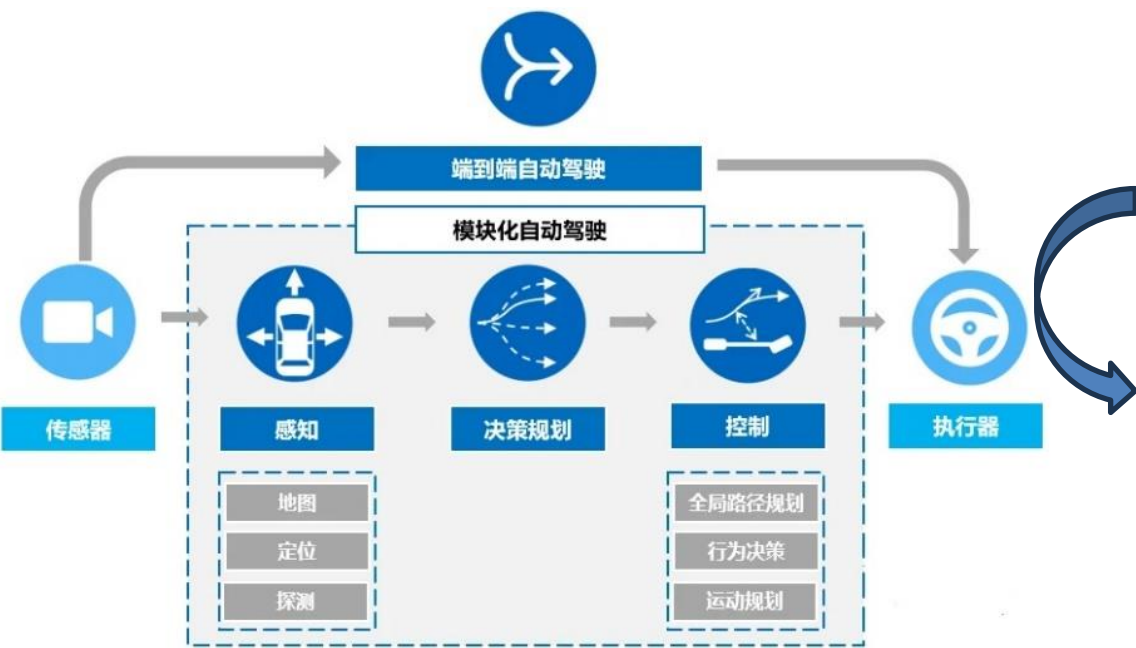 端到端自动驾驶
模块化自动驾驶
传感器
感知
决策规划
控制
执行器
地图
定位
探测
全局路径规划
行为决策
运动规划